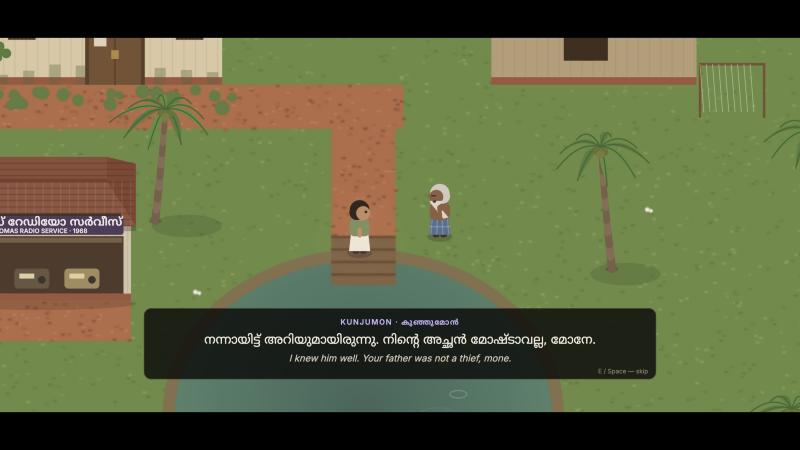 ് റേഡിയോ സർവീസ്
OMAS RADIO SERVICE · 1968
KUNJUMON · കുഞ്ഞുമോൻ
നന്നായിട്ട് അറിയുമായിരുന്നു. നിന്റെ അച്ഛൻ മോഷ്ടാവല്ല, മോനേ.
I knew him well. Your father was not a thief, mone.
E / Space — skip